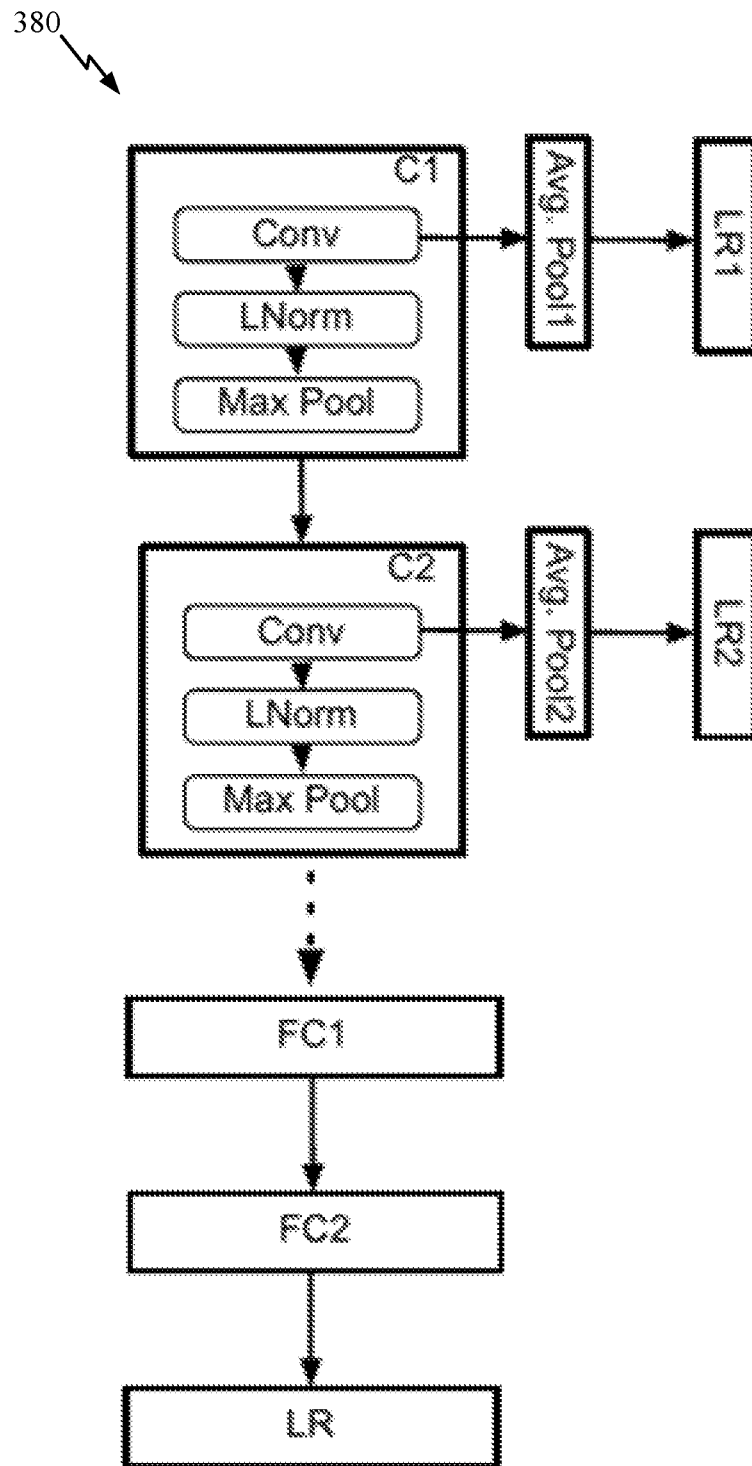 380
C1
Conv
LNorm
Max Pool
Avg. Pool1
LR1
C2
Conv
LNorm
Max Pool
Avg. Pool2
LR2
FC1
FC2
LR